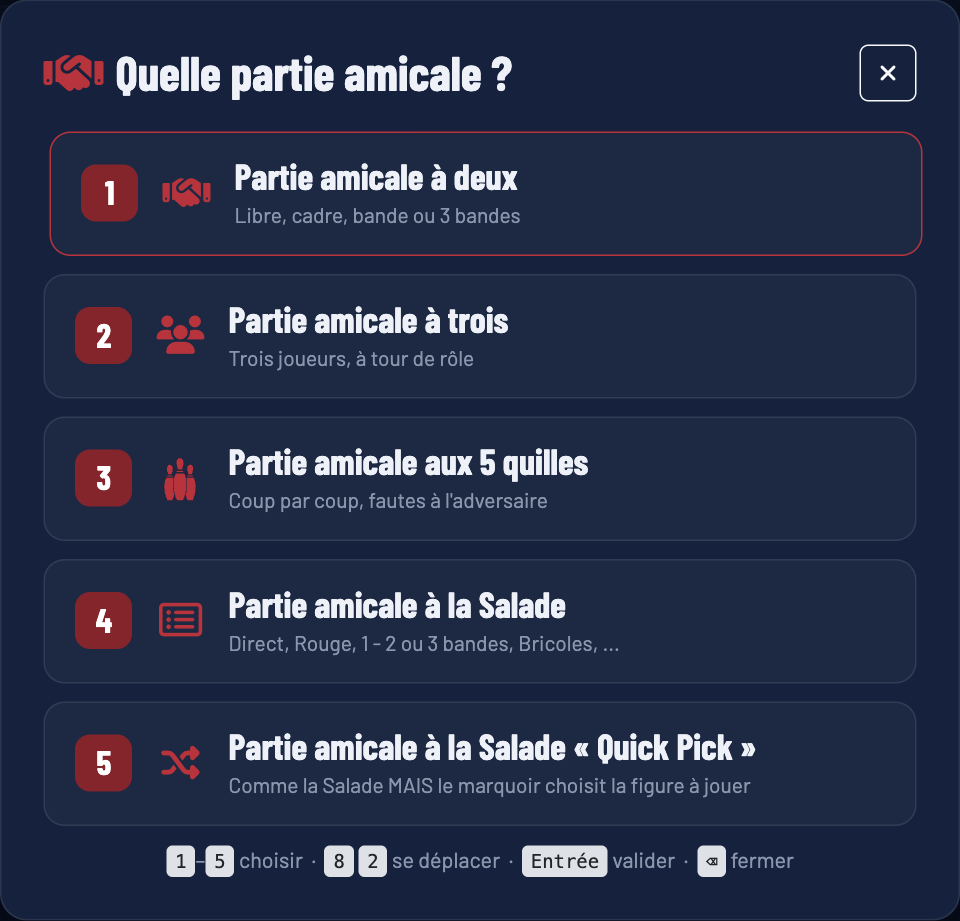 Quelle partie amicale ?
1
Partie amicale à deux
Libre, cadre, bande ou 3 bandes
2
Partie amicale à trois
Trois joueurs, à tour de rôle
3
Partie amicale aux 5 quilles
Coup par coup, fautes à l'adversaire
4
Partie amicale à la Salade
Direct, Rouge, 1 - 2 ou 3 bandes, Bricoles, ...
5
Partie amicale à la Salade « Quick Pick »
Comme la Salade MAIS le marquoir choisit la figure à jouer
1–5 choisir · 8 2 se déplacer · Entrée valider · ⌫ fermer